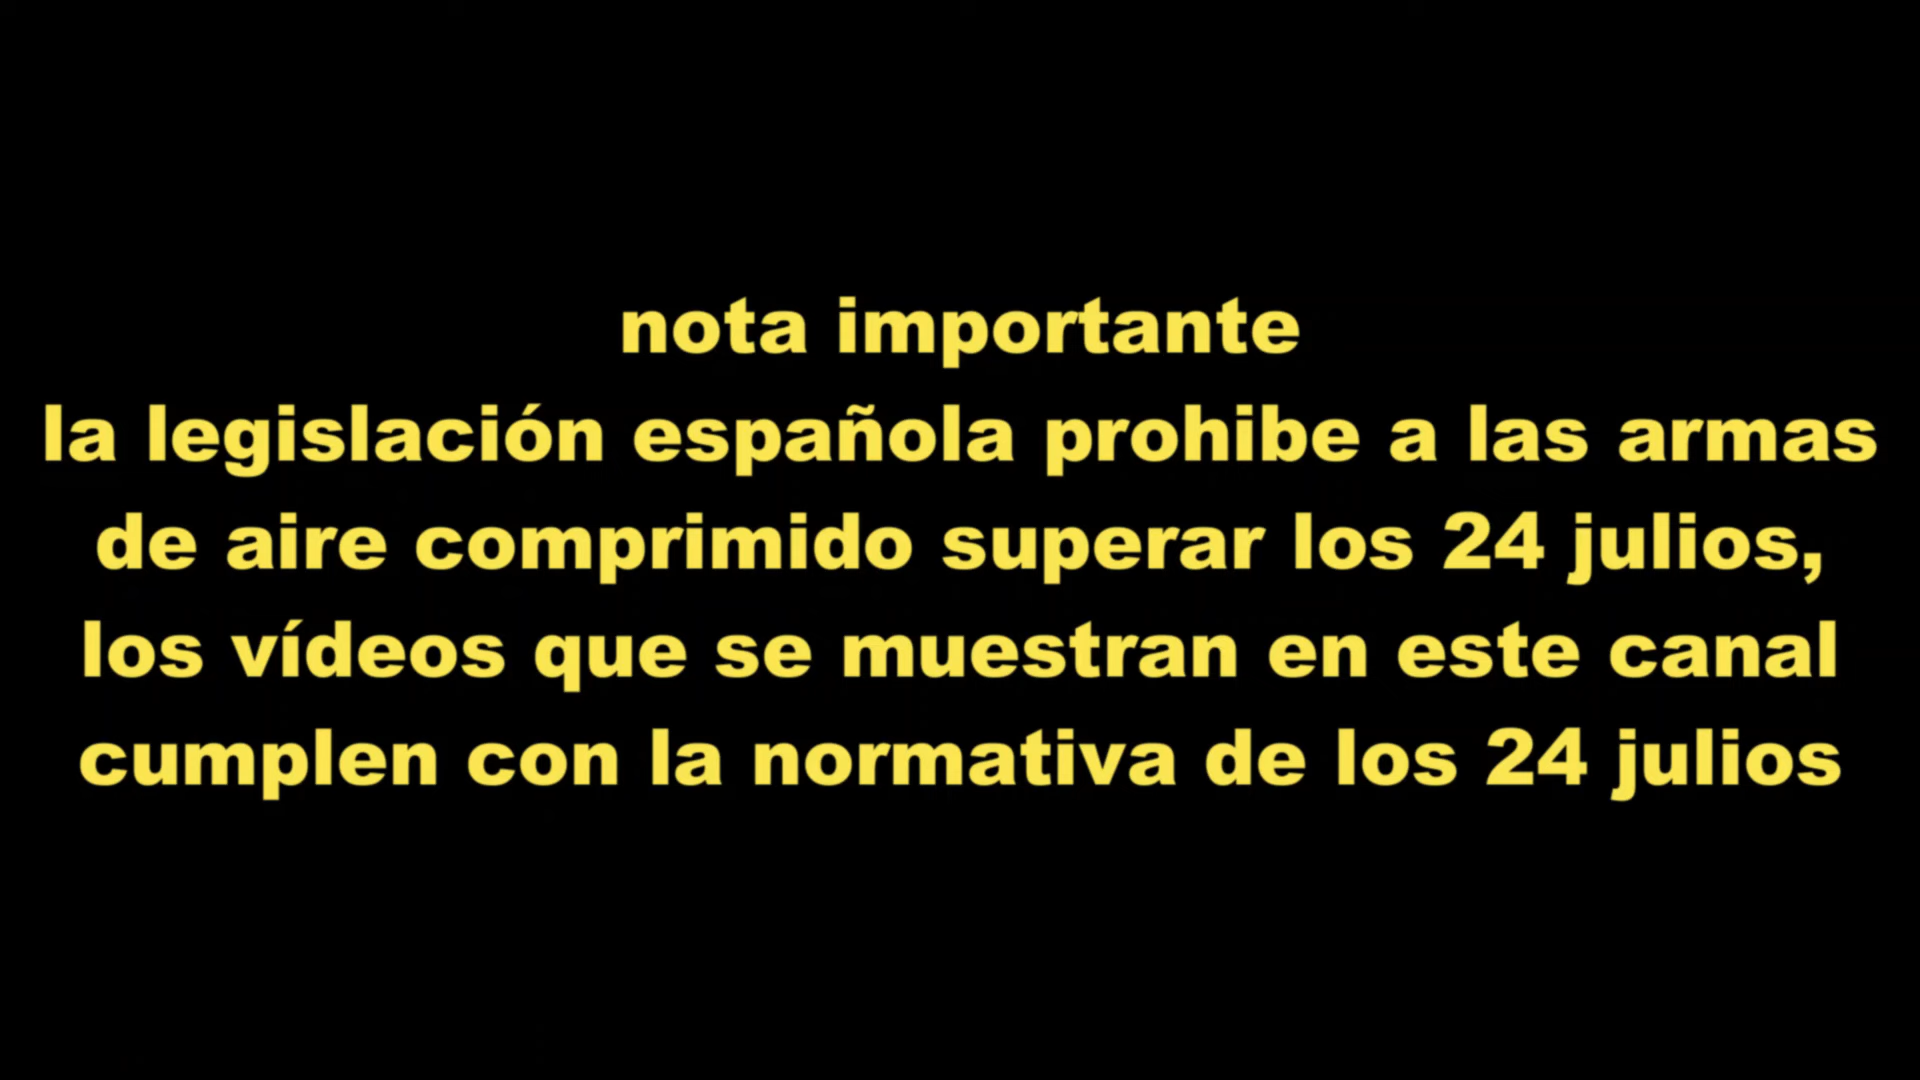 nota importante
la legislación española prohibe a las armas
de aire comprimido superar los 24 julios,
los vídeos que se muestran en este canal
cumplen con la normativa de los 24 julios